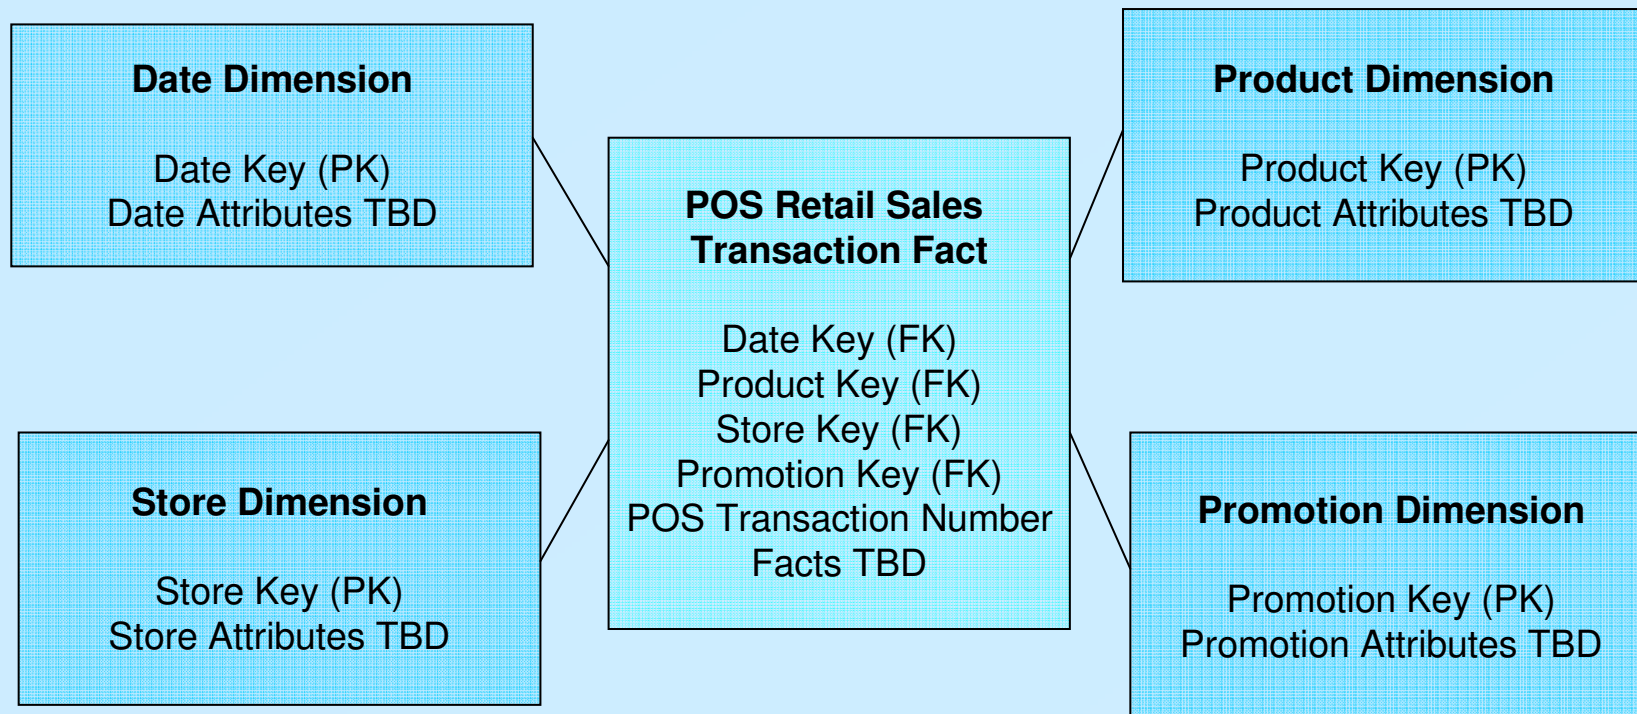 Date Dimension
Date Key (PK)
Date Attributes TBD
Product Dimension
Product Key (PK)
Product Attributes TBD
POS Retail Sales
Transaction Fact
Date Key (FK)
Product Key (FK)
Store Key (FK)
Promotion Key (FK)
POS Transaction Number
Facts TBD
Store Dimension
Store Key (PK)
Store Attributes TBD
Promotion Dimension
Promotion Key (PK)
Promotion Attributes TBD